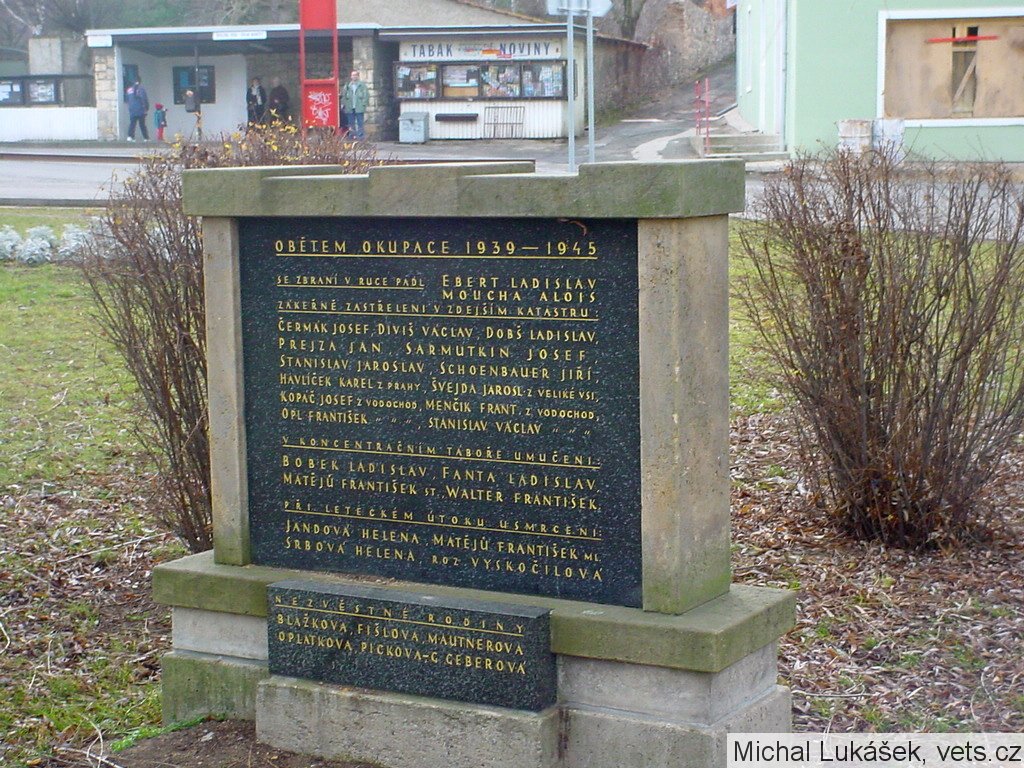 TABÁK NOVINY
OBĚTEM OKUPACE 1939—1945
SE ZBRANÍ V RUCE PADL EBERT LADISLAV
MOUCHA ALOIS
ZÁKEŘNĚ ZASTŘELENI V ZDEJŠÍM KATASTRU:
ČERMÁK JOSEF, DIVIŠ VÁCLAV, DOBŠ LADISLAV,
PREJZA JAN, SARMUTKIN JOSEF,
STANISLAV JAROSLAV, SCHOENBAUER JIŘÍ,
HAVLÍČEK KAREL Z PRAHY, ŠVEJDA JAROSL. Z VELIKÉ VSI,
KOPÁČ JOSEF Z VODOCHOD, MENČIK FRANT. Z VODOCHOD,
OPL FRANTIŠEK " " ", STANISLAV VÁCLAV " " "
V KONCENTRAČNÍM TÁBOŘE UMUČENI:
BOBEK LADISLAV, FANTA LADISLAV,
MATĚJŮ FRANTIŠEK ST. WALTER FRANTIŠEK.
PŘI LETECKÉM ÚTOKU USMRCENI:
JANDOVÁ HELENA, MATĚJŮ FRANTIŠEK ML.
SRBOVÁ HELENA, ROZ. VYSKOČILOVÁ
NEZVĚSTNÉ RODINY
BLAŽKOVA, FIŠLOVA, MAUTNEROVA
OPLATKOVA, PICKOVA-G. GEBEROVÁ
Michal Lukášek, vets.cz